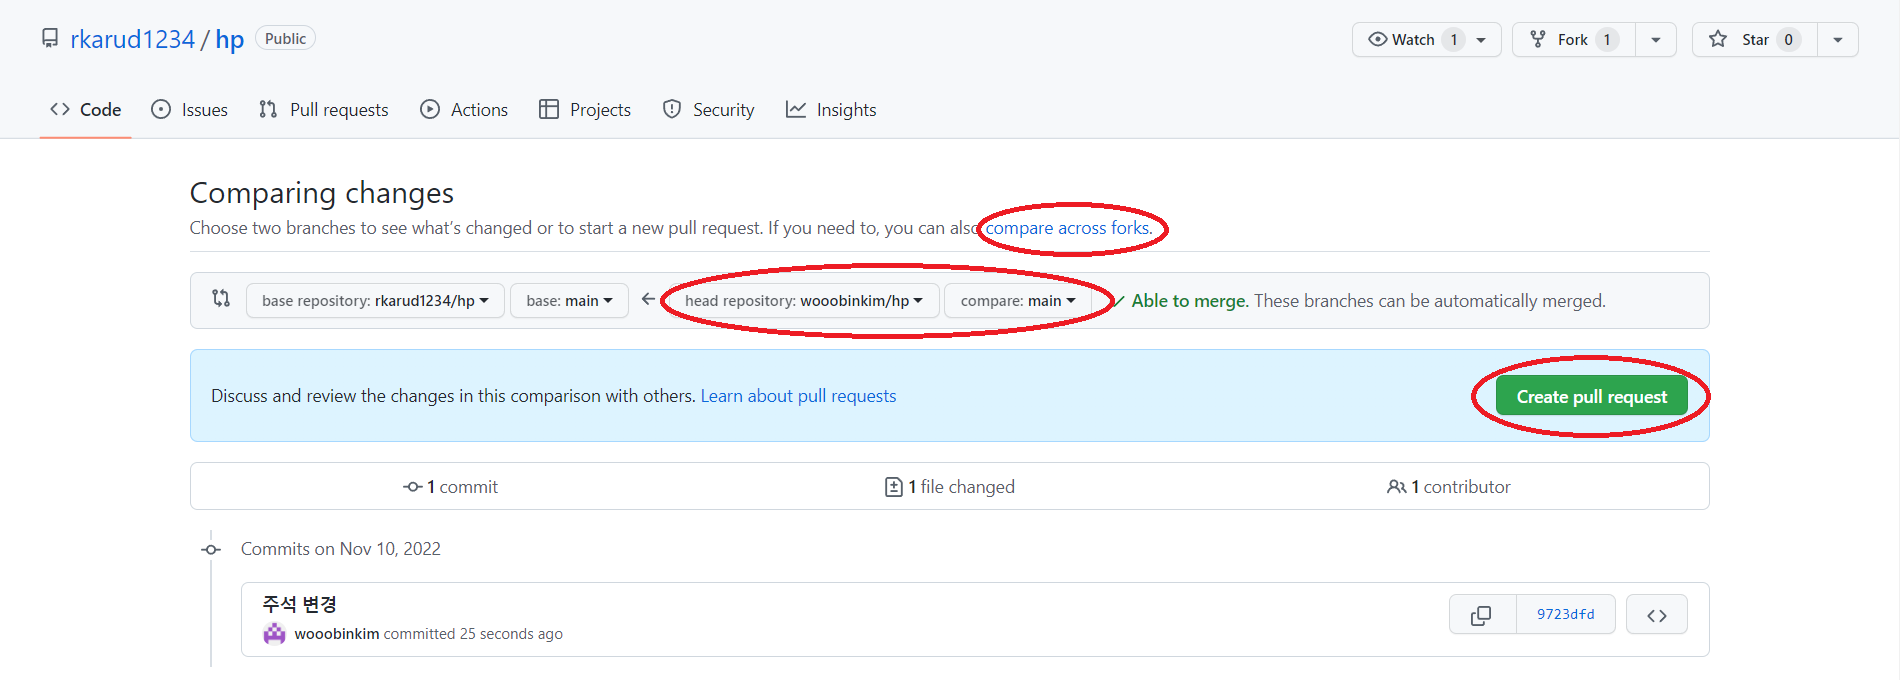 rkarud1234 / hp Public Watch 1 Fork 1 Star 0
Code Issues Pull requests Actions Projects Security Insights
Comparing changes
Choose two branches to see what's changed or to start a new pull request. If you need to, you can also compare across forks.
base repository: rkarud1234/hp base: main head repository: wooobinkim/hp compare: main Able to merge. These branches can be automatically merged.
Discuss and review the changes in this comparison with others. Learn about pull requests Create pull request
1 commit 1 file changed 1 contributor
Commits on Nov 10, 2022
주석 변경
wooobinkim committed 25 seconds ago 9723dfd